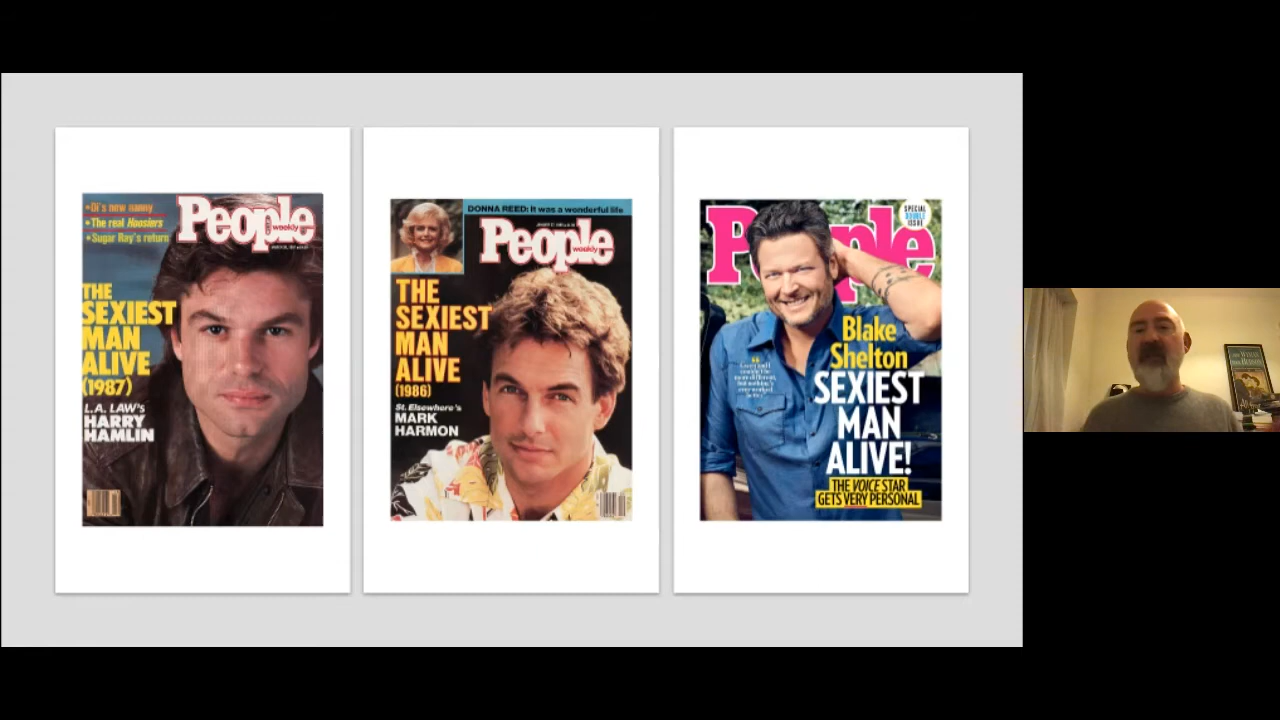 •Di's new nanny
•The real Hoosiers
•Sugar Ray's return
People
weekly
THE
SEXIEST
MAN
ALIVE
(1987)
L.A. LAW's
HARRY
HAMLIN
DONNA REED: It was a wonderful life
People
weekly
THE
SEXIEST
MAN
ALIVE
(1986)
St. Elsewhere's
MARK
HARMON
People
SPECIAL
DOUBLE
ISSUE
Blake
Shelton
SEXIEST
MAN
ALIVE!
THE VOICE STAR
GETS VERY PERSONAL